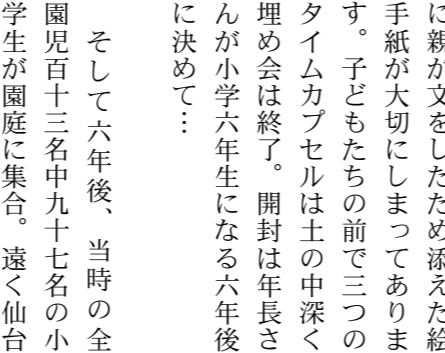 に親が文をしたため添えた絵
手紙が大切にしまってありま
す。子どもたちの前で三つの
タイムカプセルは土の中深く
埋め会は終了。開封は年長さ
んが小学六年生になる六年後
に決めて…
そして六年後、当時の全
園児百十三名中九十七名の小
学生が園庭に集合。遠く仙台